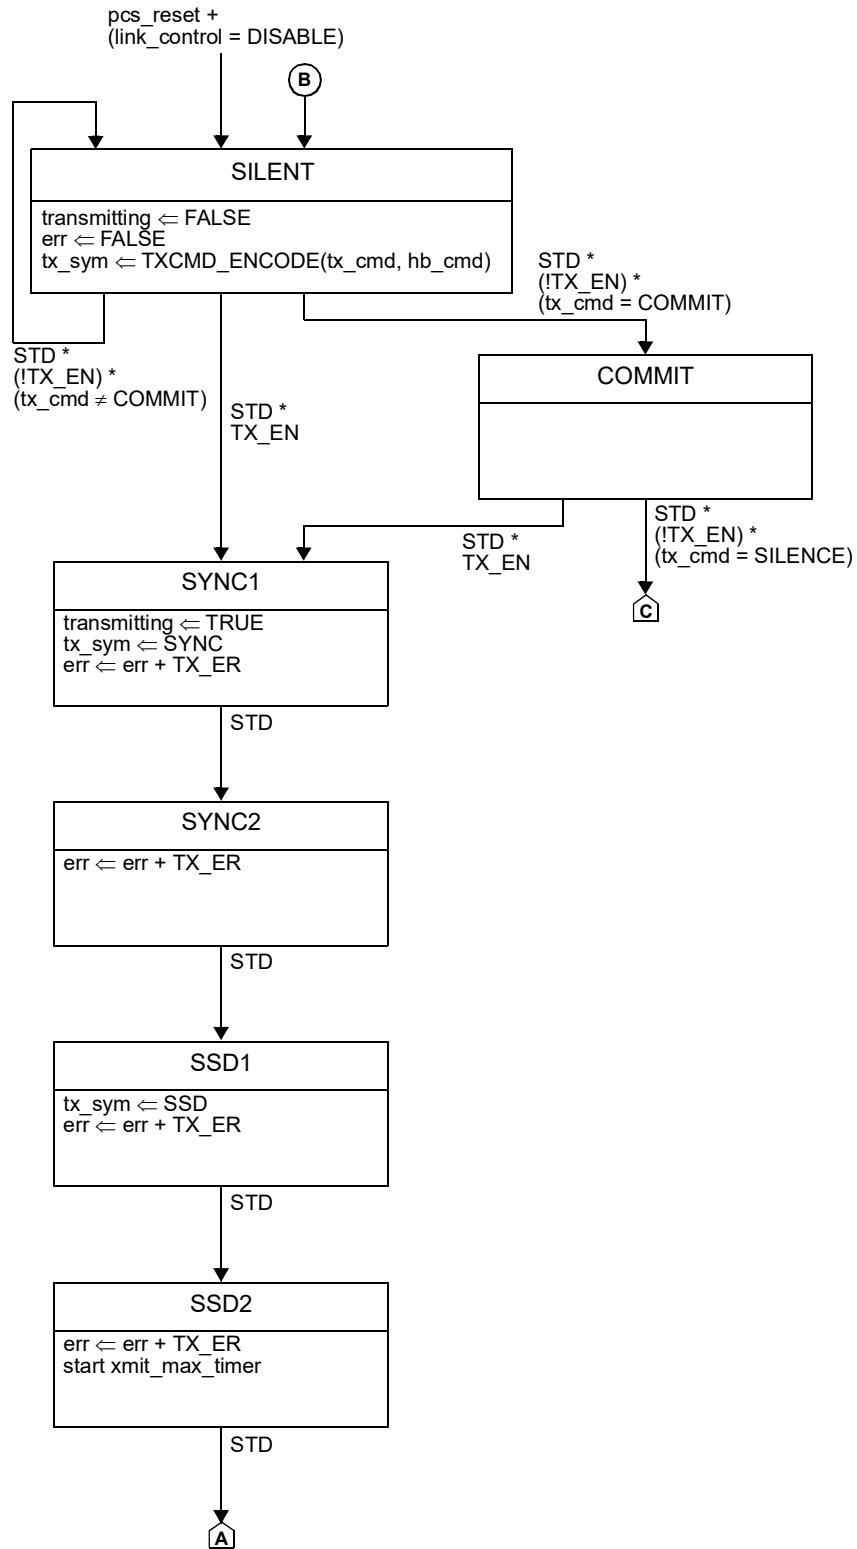 pcs_reset +
(link_control = DISABLE)
B
SILENT
transmitting ⇐ FALSE
err ⇐ FALSE
tx_sym ⇐ TXCMD_ENCODE(tx_cmd, hb_cmd)
STD *
(!TX_EN) *
(tx_cmd = COMMIT)
STD *
(!TX_EN) *
(tx_cmd ≠ COMMIT)
STD *
TX_EN
COMMIT
STD *
TX_EN
STD *
(!TX_EN) *
(tx_cmd = SILENCE)
C
SYNC1
transmitting ⇐ TRUE
tx_sym ⇐ SYNC
err ⇐ err + TX_ER
STD
SYNC2
err ⇐ err + TX_ER
STD
SSD1
tx_sym ⇐ SSD
err ⇐ err + TX_ER
STD
SSD2
err ⇐ err + TX_ER
start xmit_max_timer
STD
A